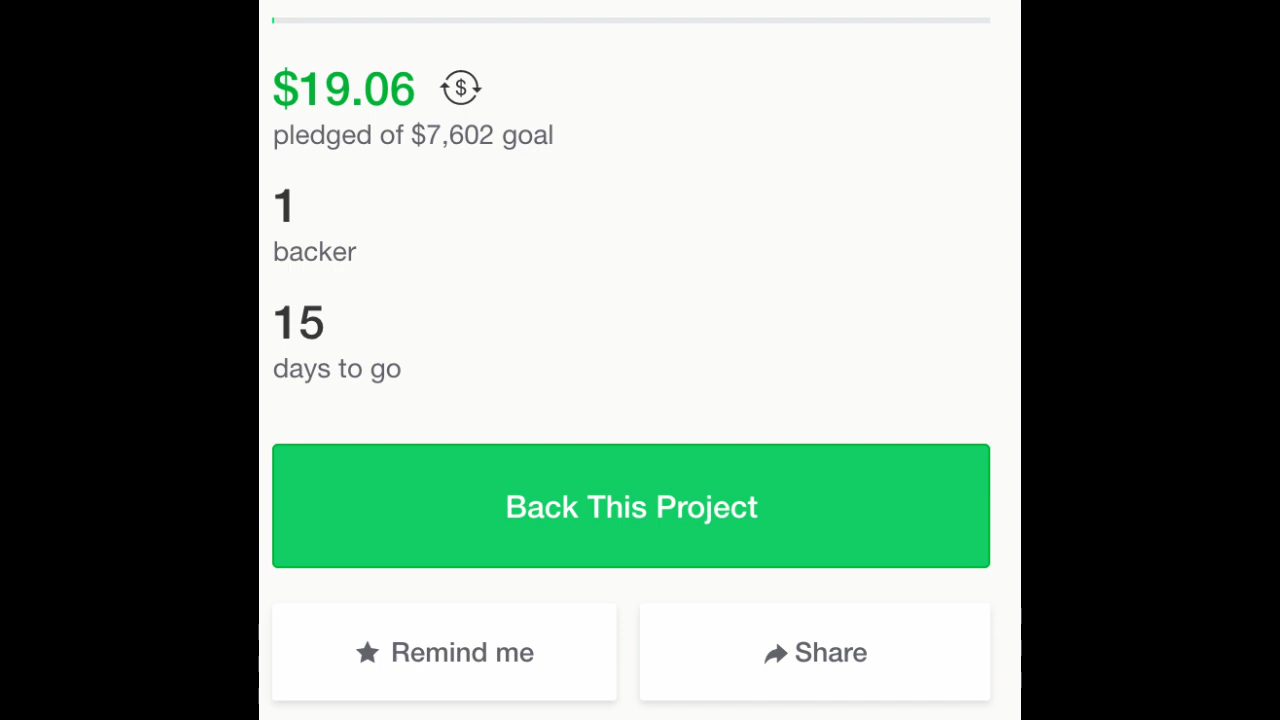 $19.06 $
pledged of $7,602 goal
1
backer
15
days to go
Back This Project
Remind me
Share